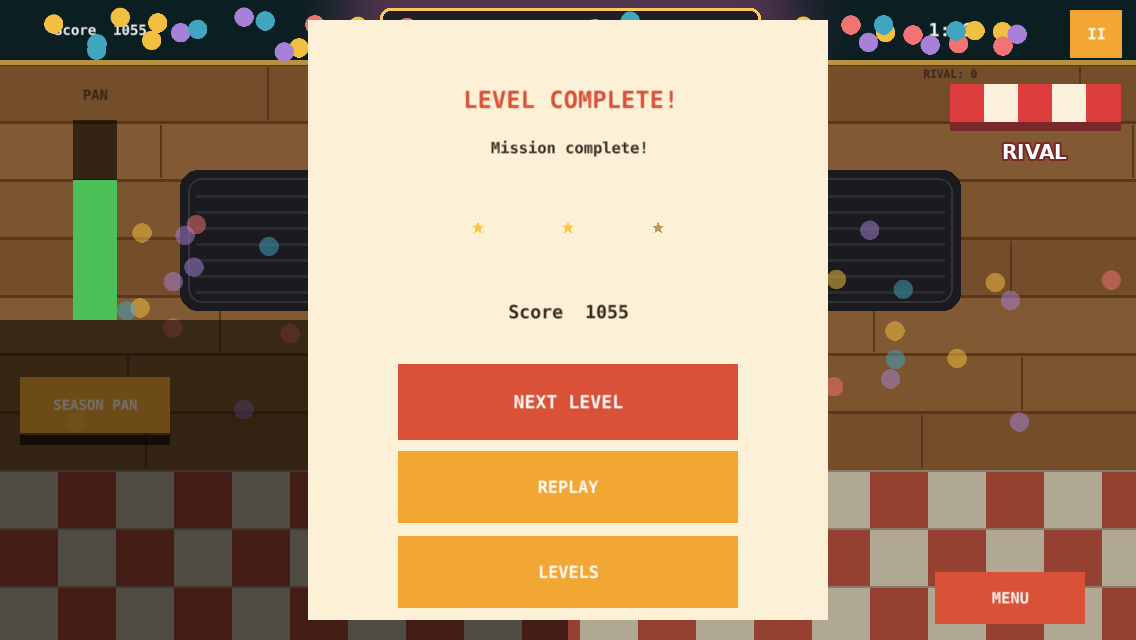 Score 1055
II
RIVAL: 0
PAN
RIVAL
LEVEL COMPLETE!
Mission complete!
Score 1055
NEXT LEVEL
SEASON PAN
REPLAY
LEVELS
MENU